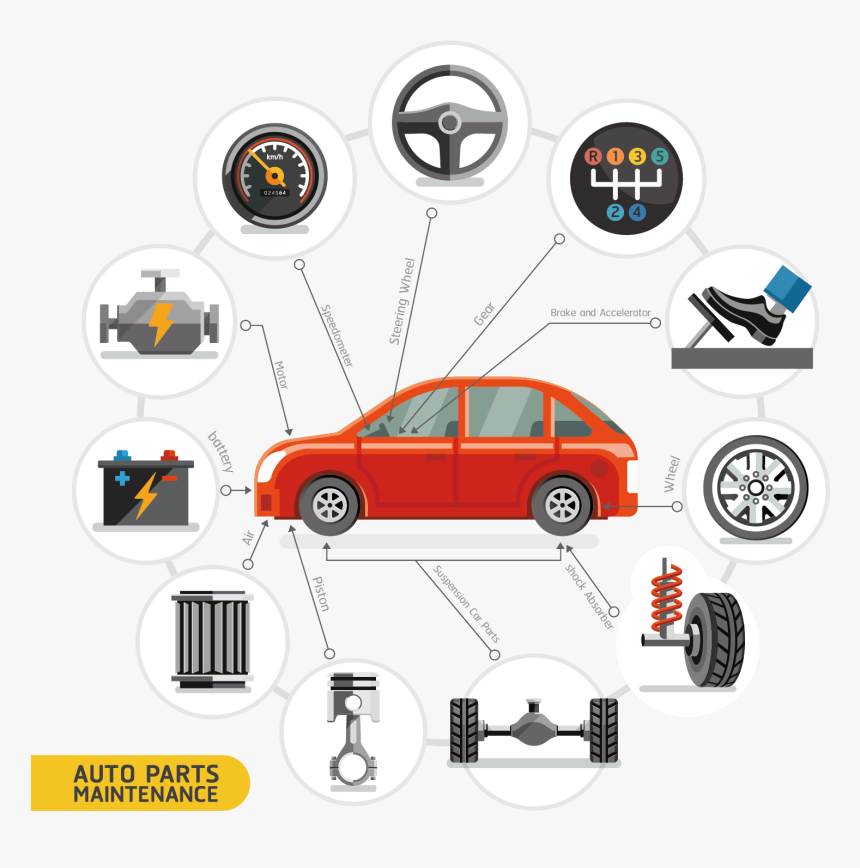 km/h
024564
R 1 3 5
2 4
Steering Wheel
Speedometer
Gear
Brake and Accelerator
Motor
battery
Wheel
Air
Piston
Suspension Car Ports
shock Absorber
AUTO PARTS
MAINTENANCE